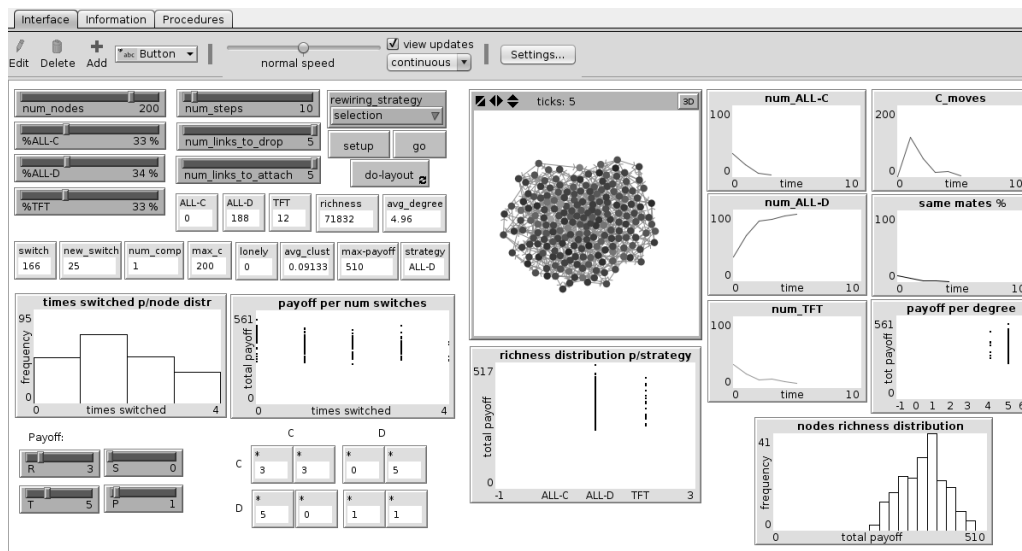 Interface Information Procedures
Edit Delete Add abc Button normal speed view updates continuous Settings...
num_nodes 200
num_steps 10
rewiring_strategy
selection
%ALL-C 33 %
num_links_to_drop 5
setup go
%ALL-D 34 %
num_links_to_attach 5
do-layout
%TFT 33 %
ALL-C ALL-D TFT richness avg_degree
0 188 12 71832 4.96
switch new_switch num_comp max_c lonely avg_clust max-payoff strategy
166 25 1 200 0 0.09133 510 ALL-D
times switched p/node distr
95
frequency
0
0 times switched 4
payoff per num switches
561
total payoff
0
0 times switched 4
Payoff:
R 3
S 0
T 5
P 1
C D
C * 3 * 3 * 0 * 5
D * 5 * 0 * 1 * 1
ticks: 5 3D
richness distribution p/strategy
517
total payoff
0
-1 ALL-C ALL-D TFT 3
num_ALL-C
100
0
0 time 10
C_moves
200
0
0 time 10
num_ALL-D
100
0
0 time 10
same mates %
100
0
0 time 10
num_TFT
100
0
0 time 10
payoff per degree
561
tot payoff
0
-1 0 1 2 3 4 5 6
nodes richness distribution
41
frequency
0
0 total payoff 510